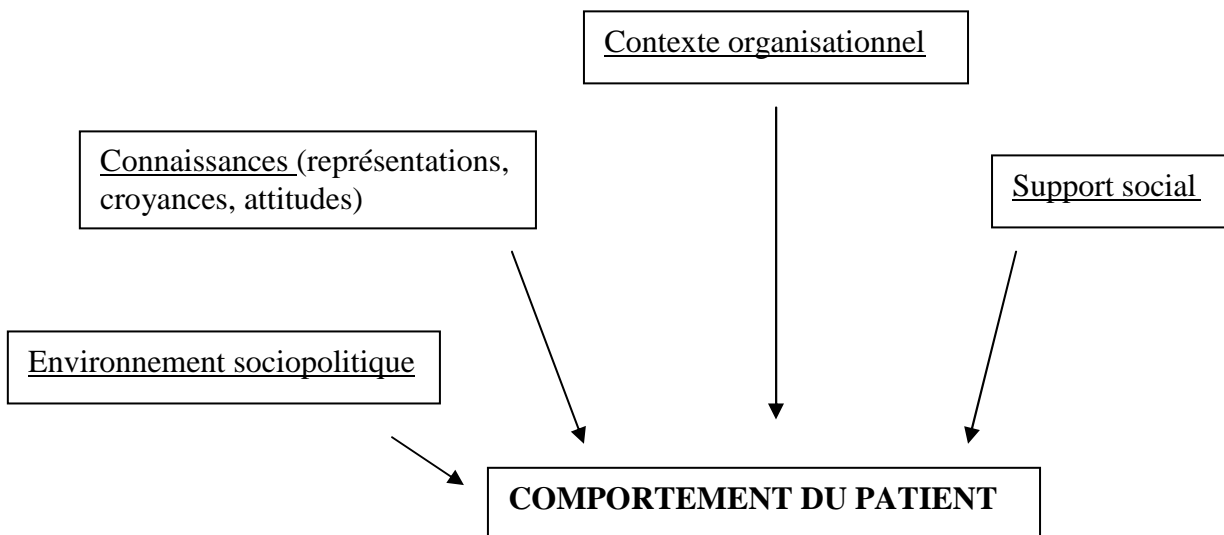 Contexte organisationnel
Connaissances (représentations,
croyances, attitudes)
Support social
Environnement sociopolitique
COMPORTEMENT DU PATIENT